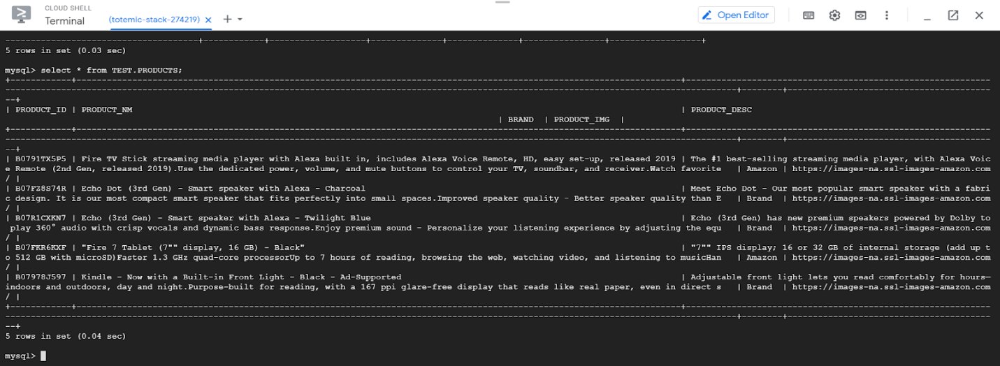 CLOUD SHELL
Terminal
(totemic-stack-274219)
Open Editor
5 rows in set (0.03 sec)
mysql> select * from TEST.PRODUCTS;
| PRODUCT_ID | PRODUCT_NM | PRODUCT_DESC
| BRAND | PRODUCT_IMG |
| B0791TX5P5 | Fire TV Stick streaming media player with Alexa built in, includes Alexa Voice Remote, HD, easy set-up, released 2019 | The #1 best-selling streaming media player, with Alexa Voic
e Remote (2nd Gen, released 2019).Use the dedicated power, volume, and mute buttons to control your TV, soundbar, and receiver.Watch favorite | Amazon | https://images-na.ssl-images-amazon.com
/ |
| B07FZ8S74R | Echo Dot (3rd Gen) - Smart speaker with Alexa - Charcoal | Meet Echo Dot - Our most popular smart speaker with a fabri
c design. It is our most compact smart speaker that fits perfectly into small spaces.Improved speaker quality - Better speaker quality than E | Brand | https://images-na.ssl-images-amazon.com
/ |
| B07R1CXKN7 | Echo (3rd Gen) - Smart speaker with Alexa - Twilight Blue | Echo (3rd Gen) has new premium speakers powered by Dolby to
play 360° audio with crisp vocals and dynamic bass response.Enjoy premium sound - Personalize your listening experience by adjusting the equ | Brand | https://images-na.ssl-images-amazon.com
/ |
| B07FKR6KXF | "Fire 7 Tablet (7"" display, 16 GB) - Black" | "7"" IPS display; 16 or 32 GB of internal storage (add up t
o 512 GB with microSD)Faster 1.3 GHz quad-core processorUp to 7 hours of reading, browsing the web, watching video, and listening to musicHan | Amazon | https://images-na.ssl-images-amazon.com
/ |
| B07978J597 | Kindle - Now with a Built-in Front Light - Black - Ad-Supported | Adjustable front light lets you read comfortably for hours—
indoors and outdoors, day and night.Purpose-built for reading, with a 167 ppi glare-free display that reads like real paper, even in direct s | Brand | https://images-na.ssl-images-amazon.com
/ |
5 rows in set (0.04 sec)
mysql>